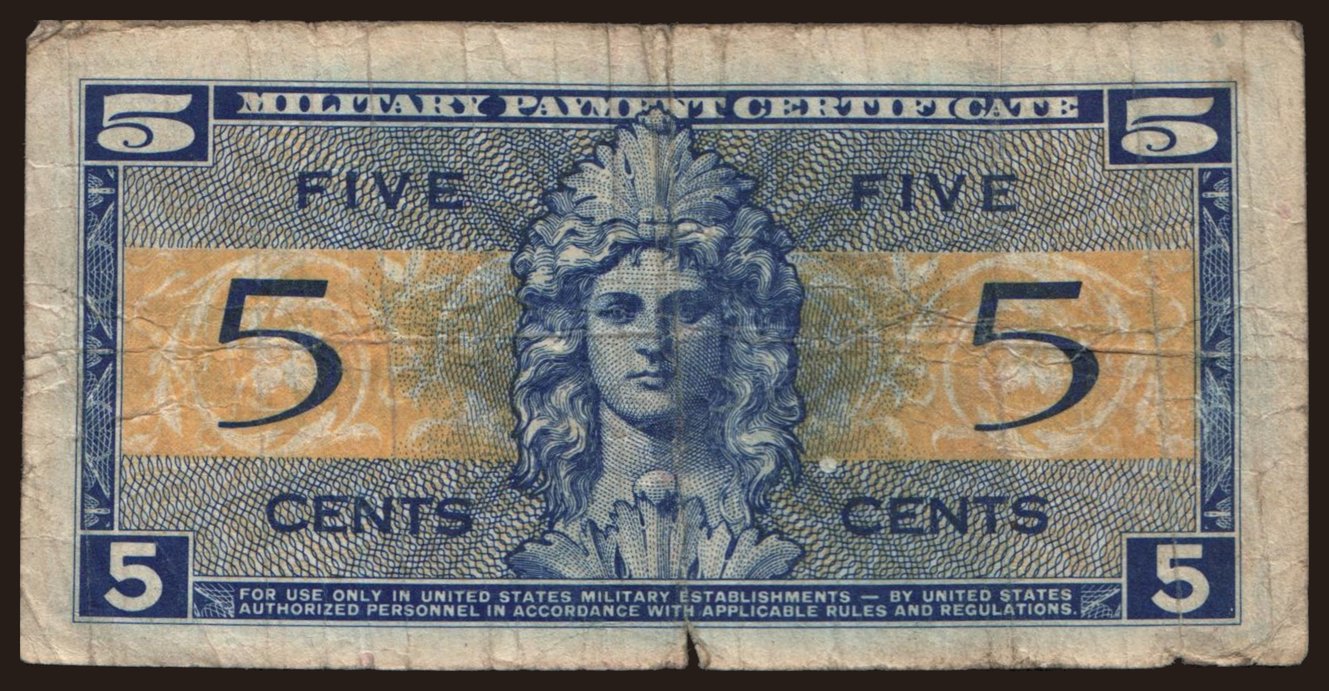 5 MILITARY PAYMENT CERTIFICATE 5
FIVE FIVE
5 5
CENTS CENTS
5 FOR USE ONLY IN UNITED STATES MILITARY ESTABLISHMENTS — BY UNITED STATES 5
AUTHORIZED PERSONNEL IN ACCORDANCE WITH APPLICABLE RULES AND REGULATIONS.